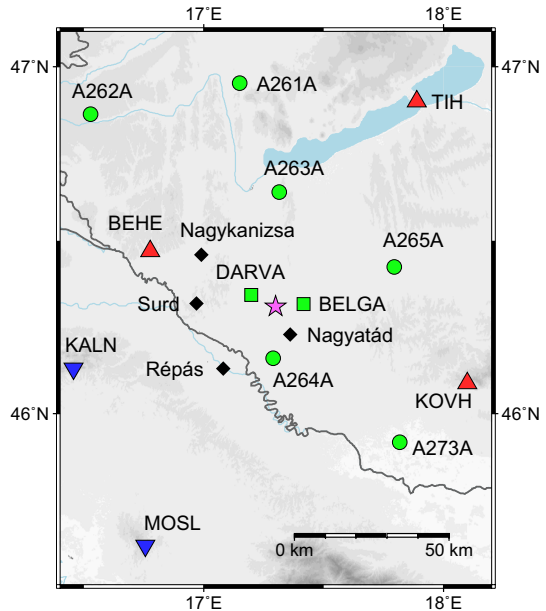 17˚E 18˚E
47˚N 47˚N
A262A A261A
TIH
A263A
BEHE
Nagykanizsa
A265A
DARVA
Surd BELGA
Nagyatád
KALN
Répás
A264A
KOVH
46˚N 46˚N
A273A
MOSL
0 km 50 km
17˚E 18˚E